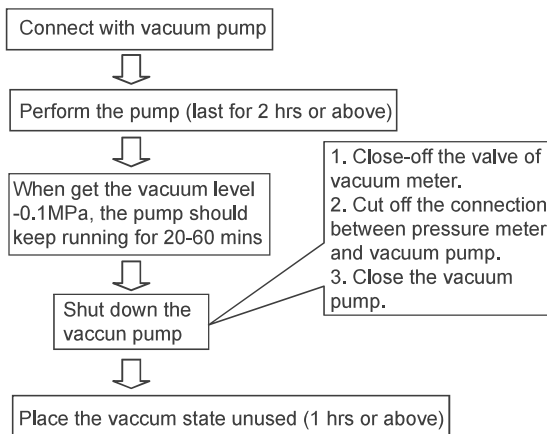 Connect with vacuum pump
Perform the pump (last for 2 hrs or above)
When get the vacuum level
-0.1MPa, the pump should
keep running for 20-60 mins
1. Close-off the valve of
vacuum meter.
2. Cut off the connection
between pressure meter
and vacuum pump.
3. Close the vacuum
pump.
Shut down the
vaccun pump
Place the vaccum state unused (1 hrs or above)